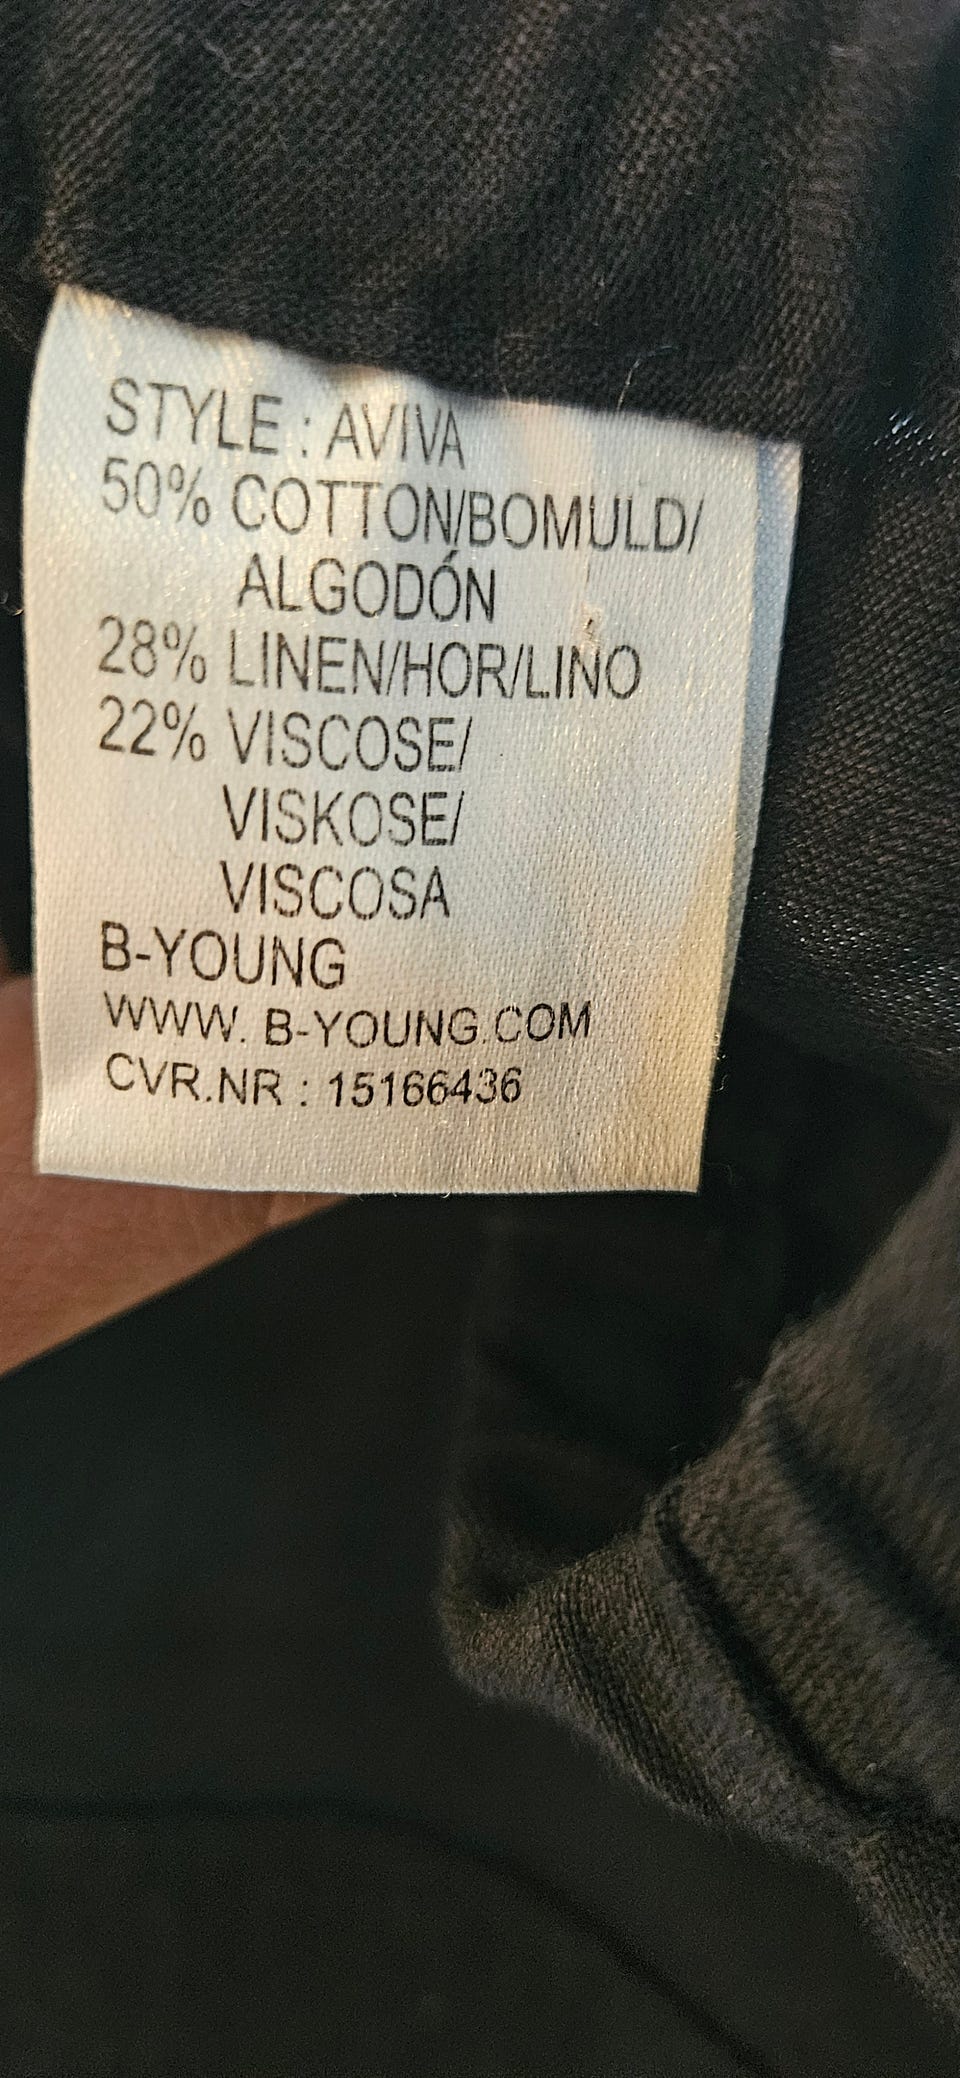 STYLE : AVIVA
50% COTTON/BOMULD/
ALGODÓN
28% LINEN/HOR/LINO
22% VISCOSE/
VISKOSE/
VISCOSA
B-YOUNG
WWW. B-YOUNG.COM
CVR.NR : 15166436